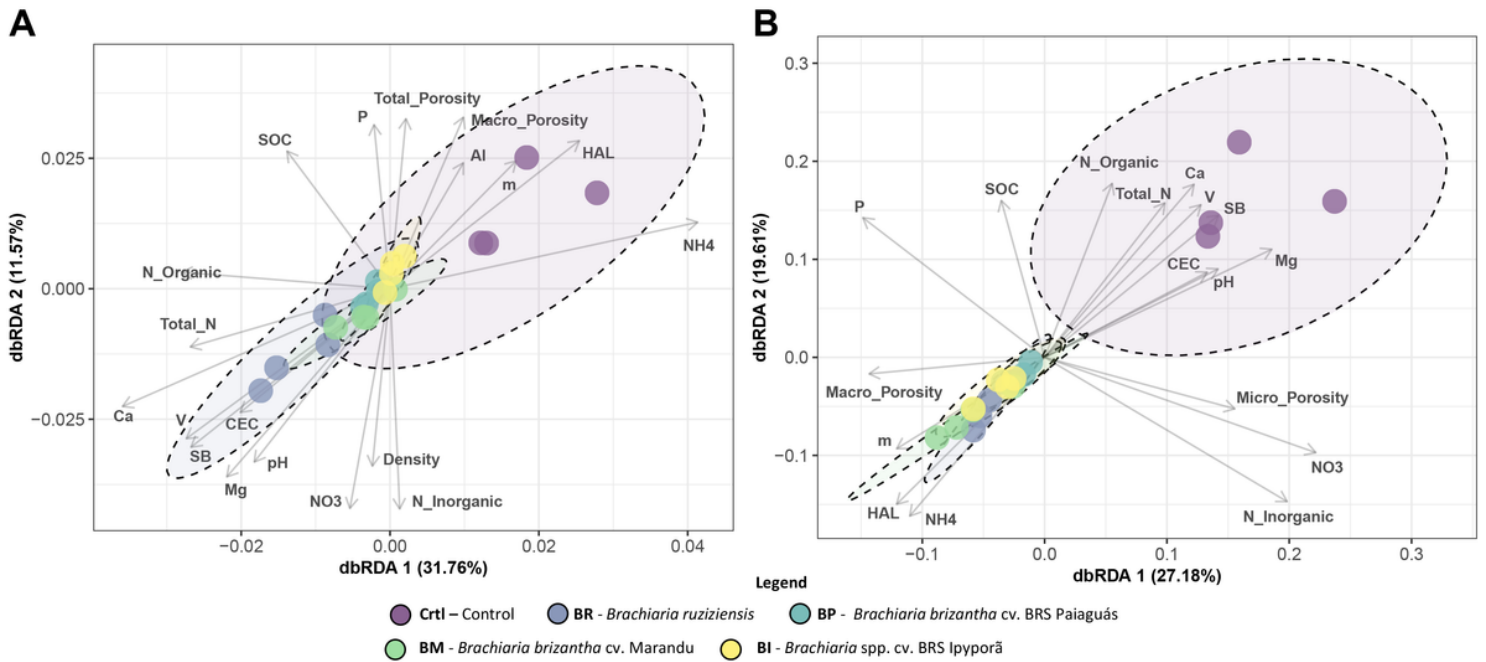 A
B
Total_Porosity
P
Macro_Porosity
SOC
Al
HAL
m
NH4
N_Organic
Total_N
Ca
V
CEC
SB
pH
Mg
Density
NO3
N_Inorganic
0.025
0.000
−0.025
−0.02
0.00
0.02
0.04
dbRDA 1 (31.76%)
dbRDA 2 (11.57%)
N_Organic
Ca
SOC
Total_N
V
P
SB
CEC
Mg
pH
Macro_Porosity
Micro_Porosity
m
NO3
HAL
NH4
N_Inorganic
0.3
0.2
0.1
0.0
−0.1
−0.1
0.0
0.1
0.2
0.3
dbRDA 1 (27.18%)
dbRDA 2 (19.61%)
Legend
Crtl – Control
BR - Brachiaria ruziziensis
BP - Brachiaria brizantha cv. BRS Paiaguás
BM - Brachiaria brizantha cv. Marandu
BI - Brachiaria spp. cv. BRS Ipyporã